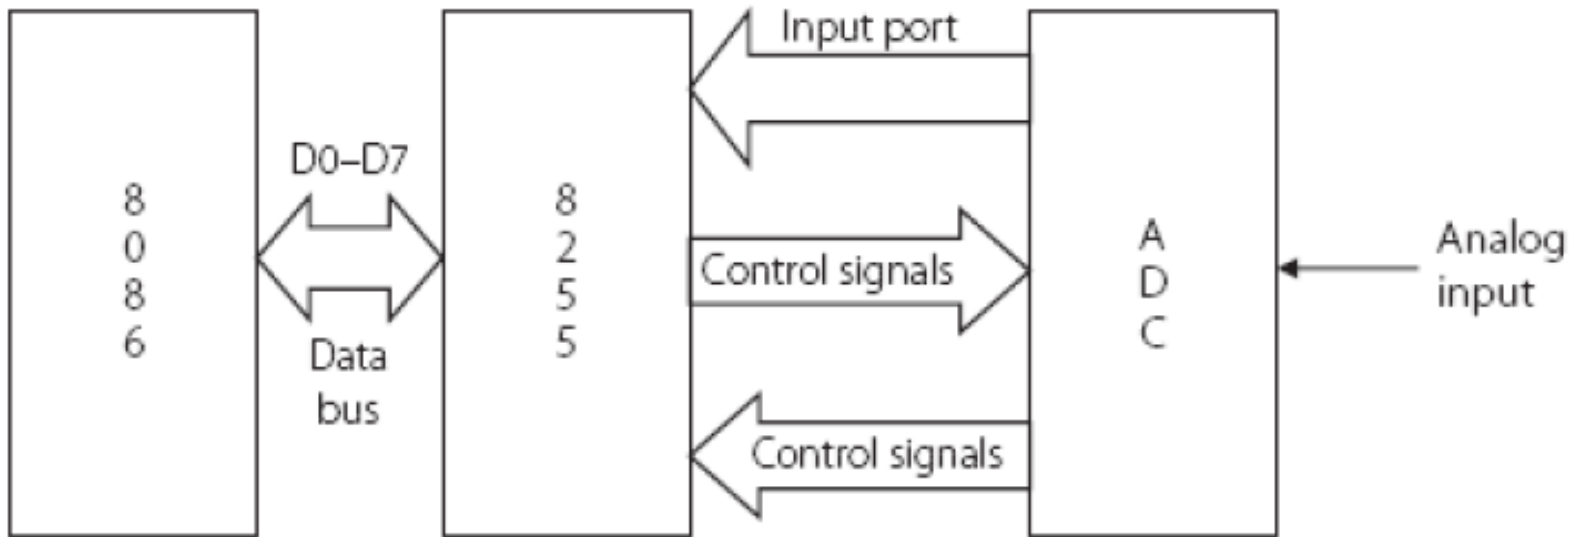 8
0
8
6
D0–D7
Data
bus
8
2
5
5
Input port
Control signals
Control signals
A
D
C
Analog
input